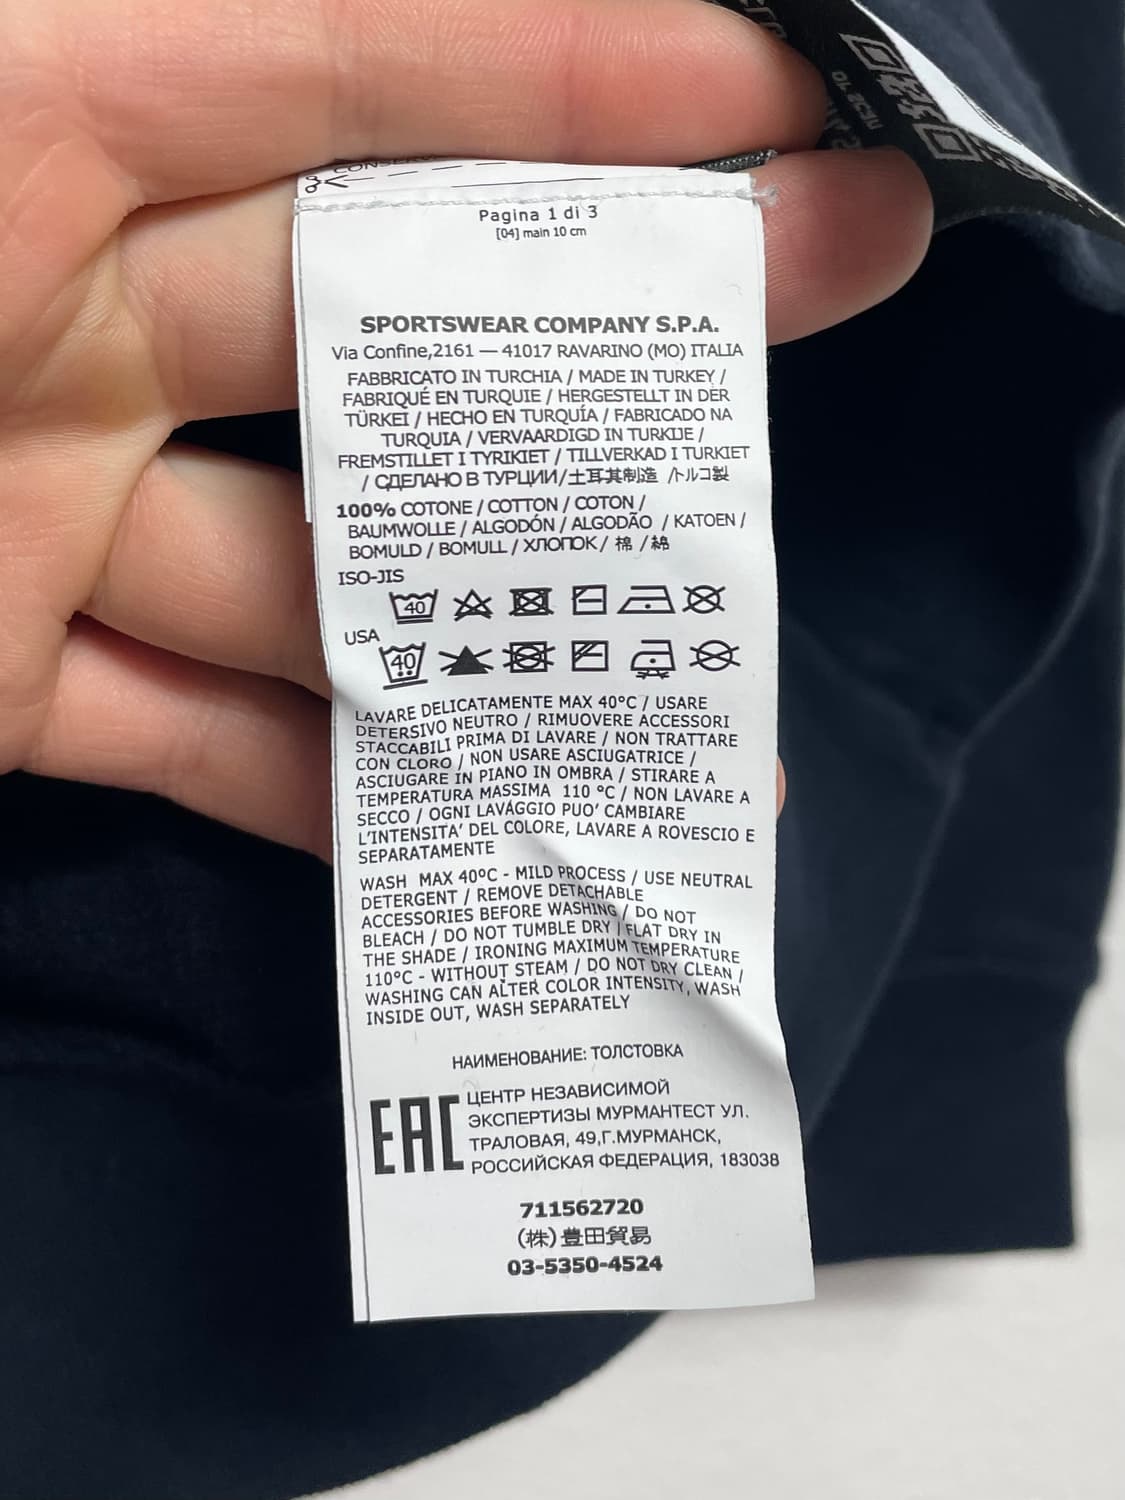 Pagina 1 di 3
[04] main 10 cm
SPORTSWEAR COMPANY S.P.A.
Via Confine,2161 — 41017 RAVARINO (MO) ITALIA
FABBRICATO IN TURCHIA / MADE IN TURKEY /
FABRIQUÉ EN TURQUIE / HERGESTELLT IN DER
TÜRKEI / HECHO EN TURQUÍA / FABRICADO NA
TURQUIA / VERVAARDIGD IN TURKIJE /
FREMSTILLET I TYRIKIET / TILLVERKAD I TURKIET
/ СДЕЛАНО В ТУРЦИИ/土耳其制造 /トルコ製
100% COTONE / COTTON / COTON /
BAUMWOLLE / ALGODÓN / ALGODÃO / KATOEN /
BOMULD / BOMULL / ХЛОПОК / 棉 / 綿
ISO-JIS
40
USA
40
LAVARE DELICATAMENTE MAX 40°C / USARE
DETERSIVO NEUTRO / RIMUOVERE ACCESSORI
STACCABILI PRIMA DI LAVARE / NON TRATTARE
CON CLORO / NON USARE ASCIUGATRICE /
ASCIUGARE IN PIANO IN OMBRA / STIRARE A
TEMPERATURA MASSIMA 110 °C / NON LAVARE A
SECCO / OGNI LAVAGGIO PUO' CAMBIARE
L'INTENSITA' DEL COLORE, LAVARE A ROVESCIO E
SEPARATAMENTE
WASH MAX 40°C - MILD PROCESS / USE NEUTRAL
DETERGENT / REMOVE DETACHABLE
ACCESSORIES BEFORE WASHING / DO NOT
BLEACH / DO NOT TUMBLE DRY / FLAT DRY IN
THE SHADE / IRONING MAXIMUM TEMPERATURE
110°C - WITHOUT STEAM / DO NOT DRY CLEAN /
WASHING CAN ALTER COLOR INTENSITY, WASH
INSIDE OUT, WASH SEPARATELY
НАИМЕНОВАНИЕ: ТОЛСТОВКА
EAC
ЦЕНТР НЕЗАВИСИМОЙ
ЭКСПЕРТИЗЫ МУРМАНТЕСТ УЛ.
ТРАЛОВАЯ, 49,Г.МУРМАНСК,
РОССИЙСКАЯ ФЕДЕРАЦИЯ, 183038
711562720
(株)豊田貿易
03-5350-4524